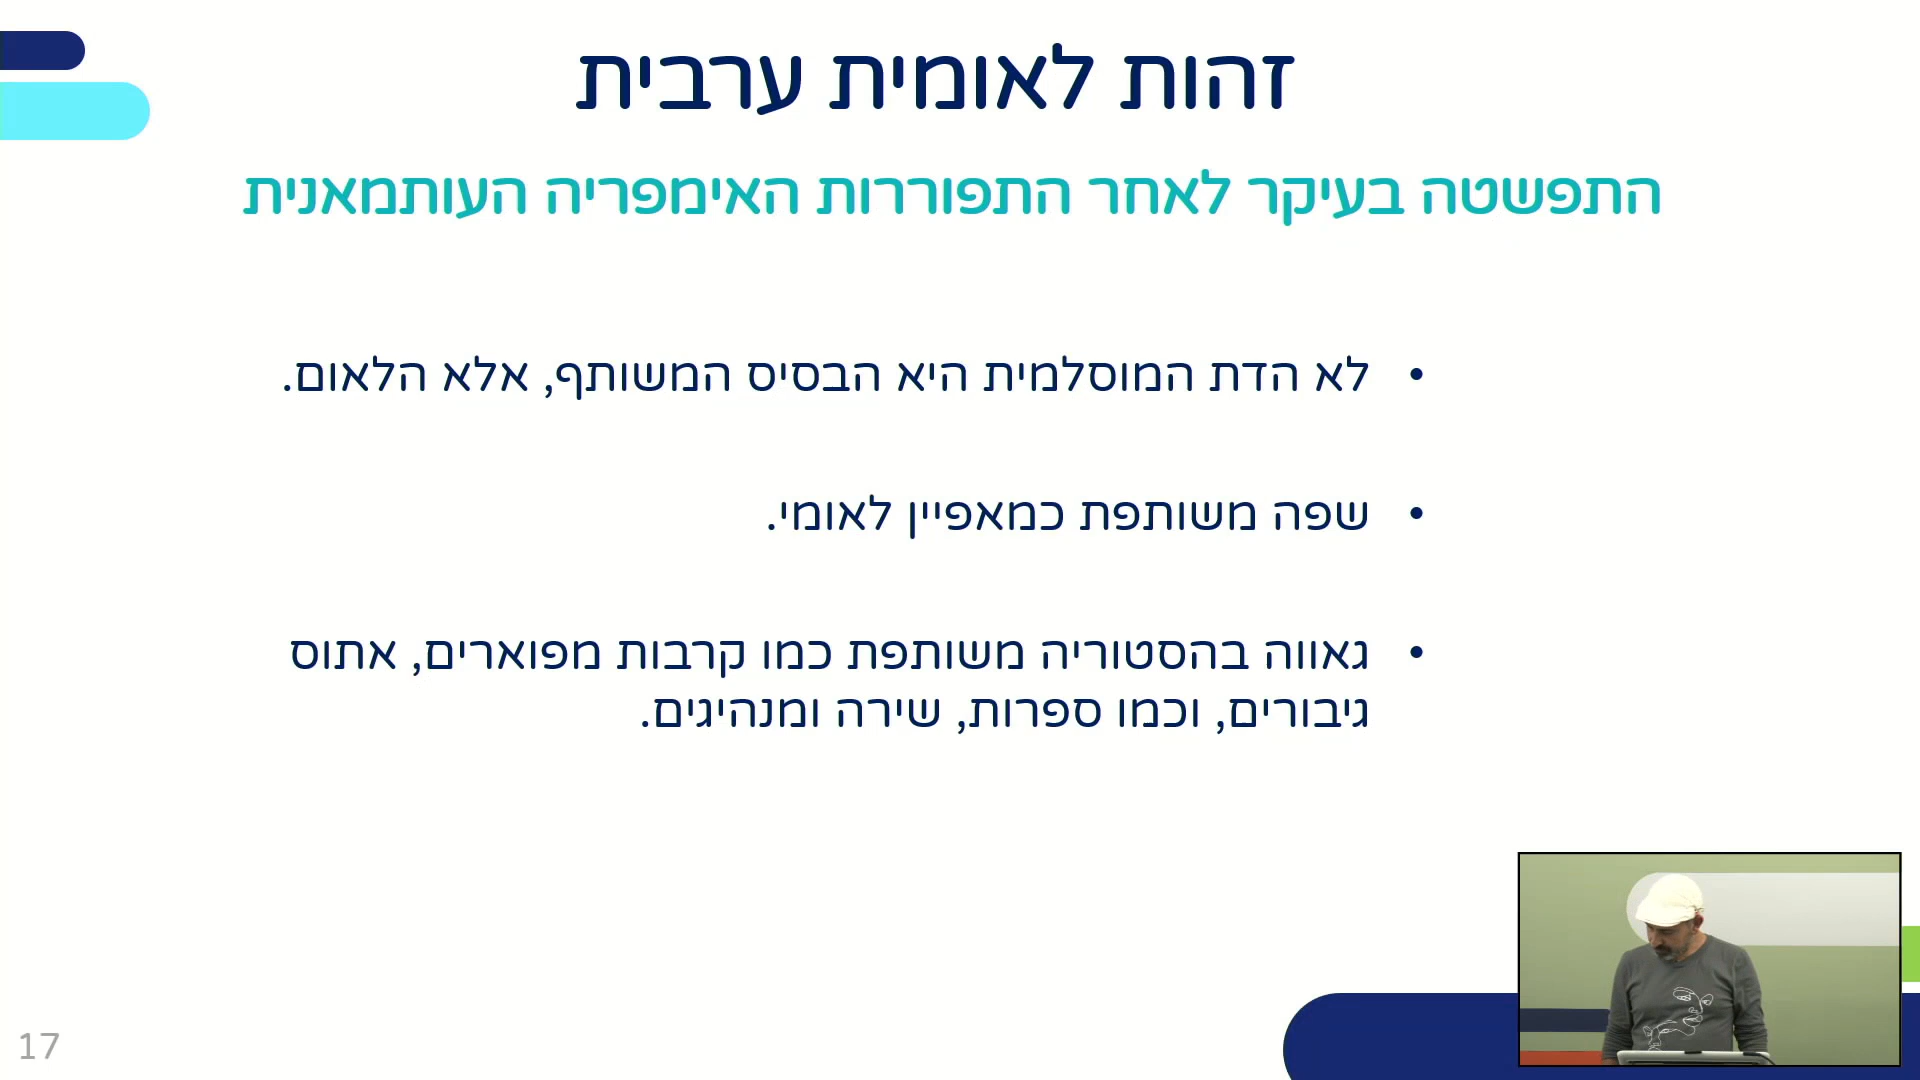 זהות לאומית ערבית
התפשטה בעיקר לאחר התפוררות האימפריה העותמאנית
• לא הדת המוסלמית היא הבסיס המשותף, אלא הלאום.
• שפה משותפת כמאפיין לאומי.
• גאווה בהסטוריה משותפת כמו קרבות מפוארים, אתוס
גיבורים, וכמו ספרות, שירה ומנהיגים.
17